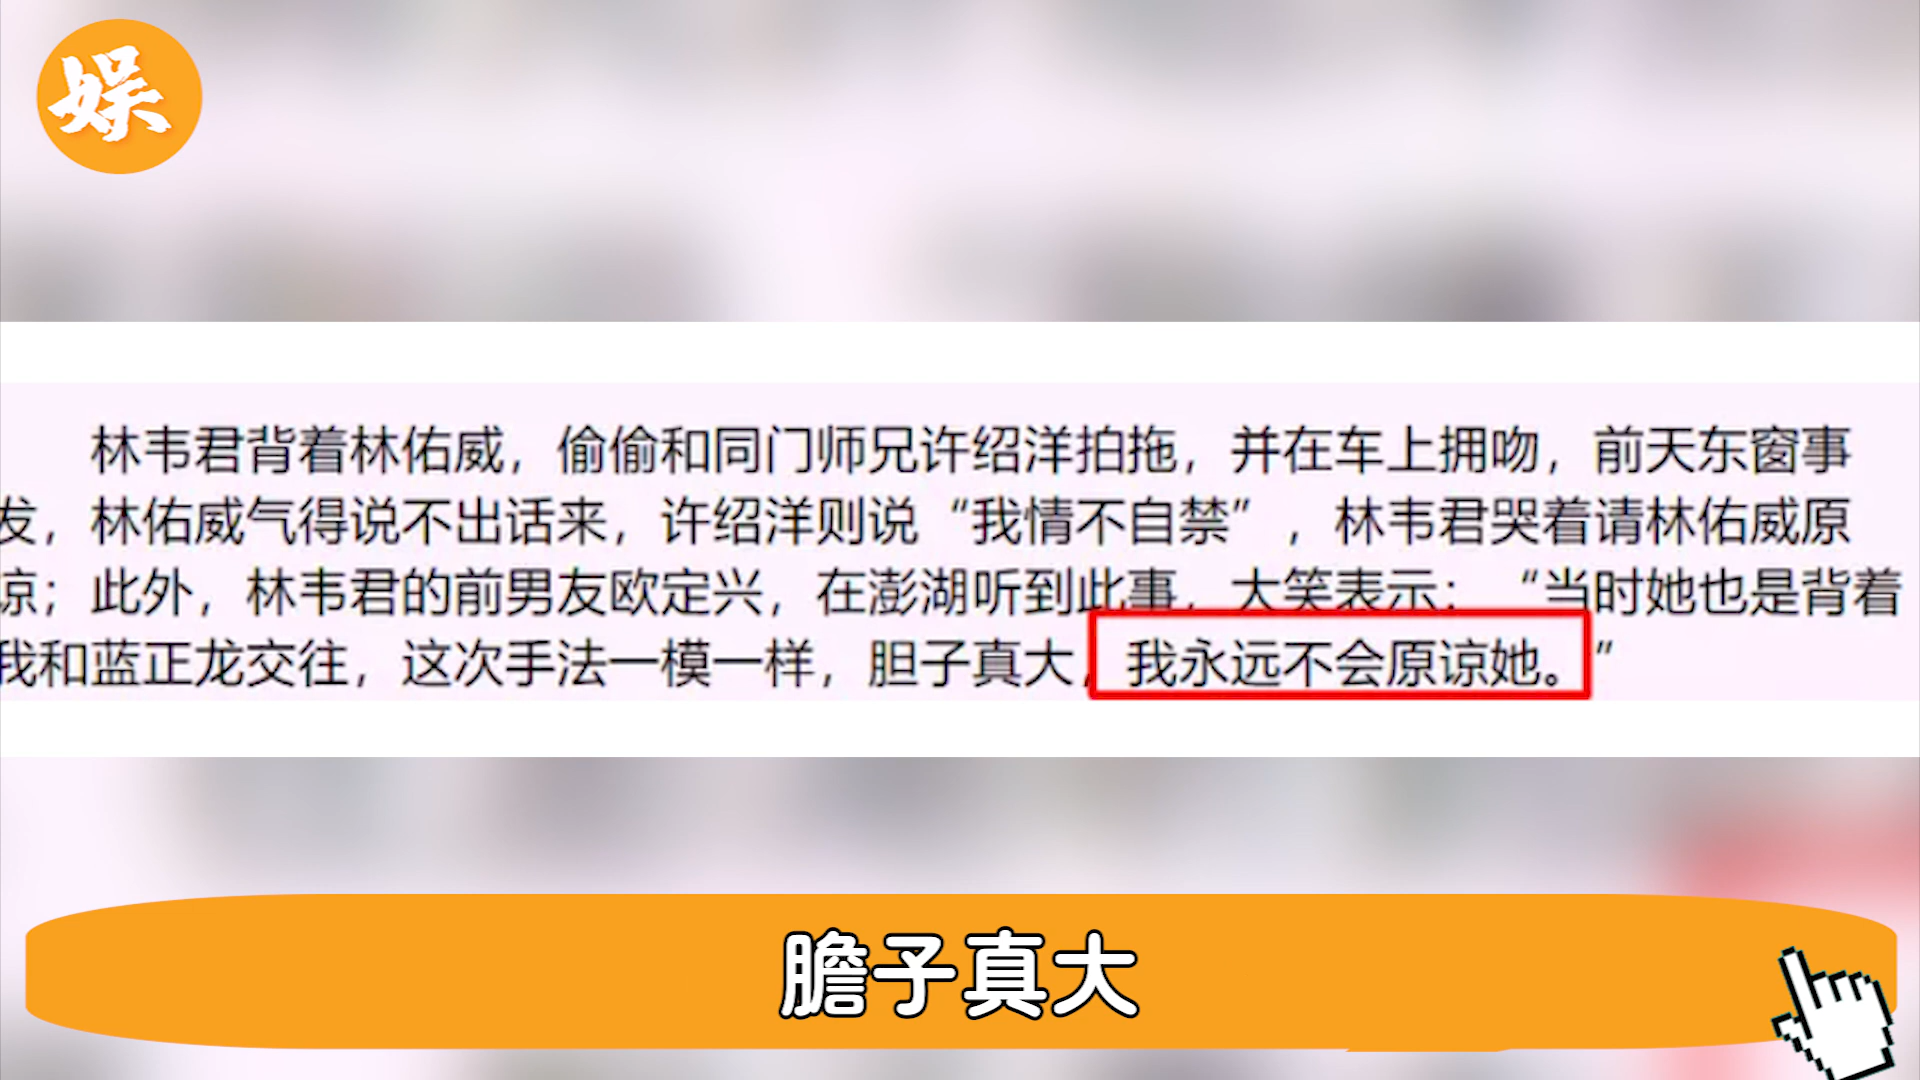 娱
林韦君背着林佑威，偷偷和同门师兄许绍洋拍拖，并在车上拥吻，前天东窗事
发，林佑威气得说不出话来，许绍洋则说“我情不自禁”，林韦君哭着请林佑威原
谅；此外，林韦君的前男友欧定兴，在澎湖听到此事，大笑表示：“当时她也是背着
我和蓝正龙交往，这次手法一模一样，胆子真大，我永远不会原谅她。”
膽子真大